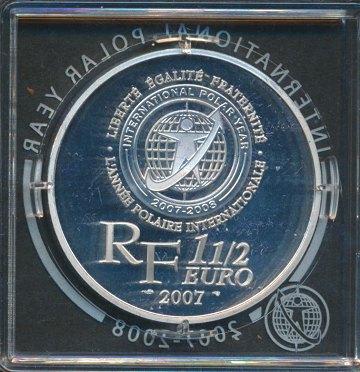 INTERNATIONAL POLAR YEAR
· LIBERTÉ ÉGALITÉ FRATERNITÉ ·
INTERNATIONAL POLAR YEAR
2007-2008
L'ANNÉE POLAIRE INTERNATIONALE
RF 1 1/2
EURO
· 2007 ·
2007-2008